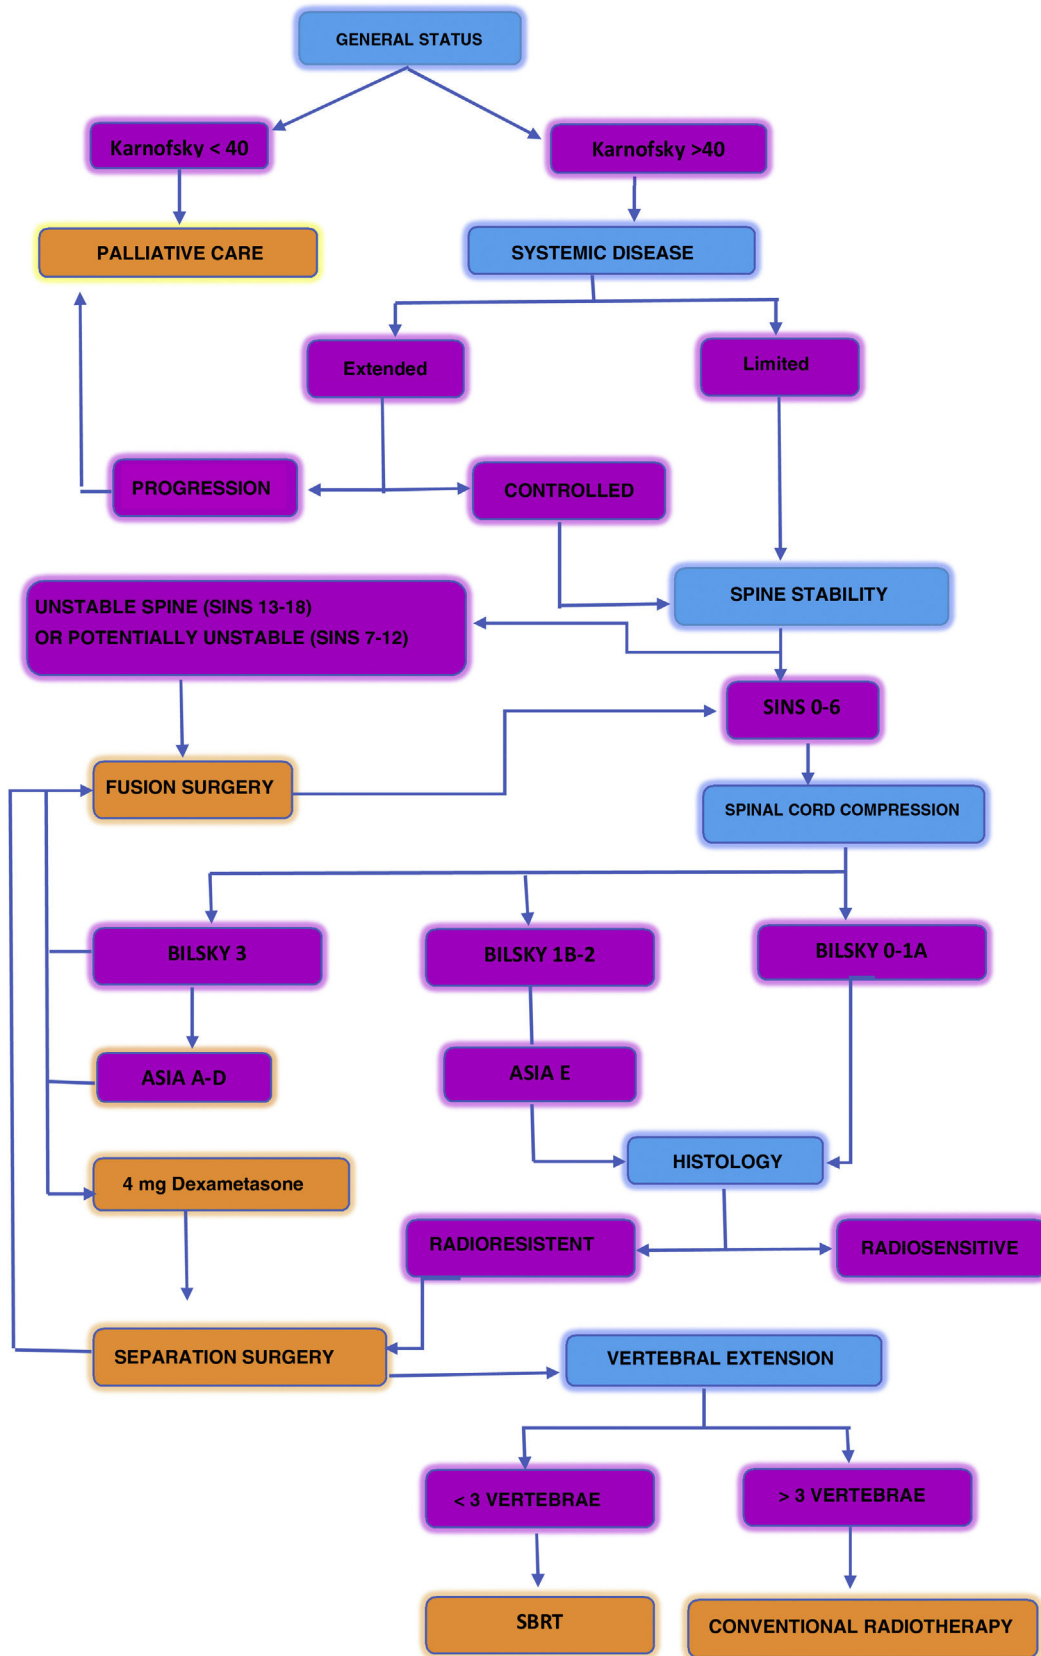 GENERAL STATUS
Karnofsky < 40
Karnofsky >40
PALLIATIVE CARE
SYSTEMIC DISEASE
Extended
Limited
PROGRESSION
CONTROLLED
SPINE STABILITY
UNSTABLE SPINE (SINS 13-18)
OR POTENTIALLY UNSTABLE (SINS 7-12)
SINS 0-6
FUSION SURGERY
SPINAL CORD COMPRESSION
BILSKY 3
BILSKY 1B-2
BILSKY 0-1A
ASIA A-D
ASIA E
HISTOLOGY
4 mg Dexametasone
RADIORESISTENT
RADIOSENSITIVE
SEPARATION SURGERY
VERTEBRAL EXTENSION
< 3 VERTEBRAE
> 3 VERTEBRAE
SBRT
CONVENTIONAL RADIOTHERAPY